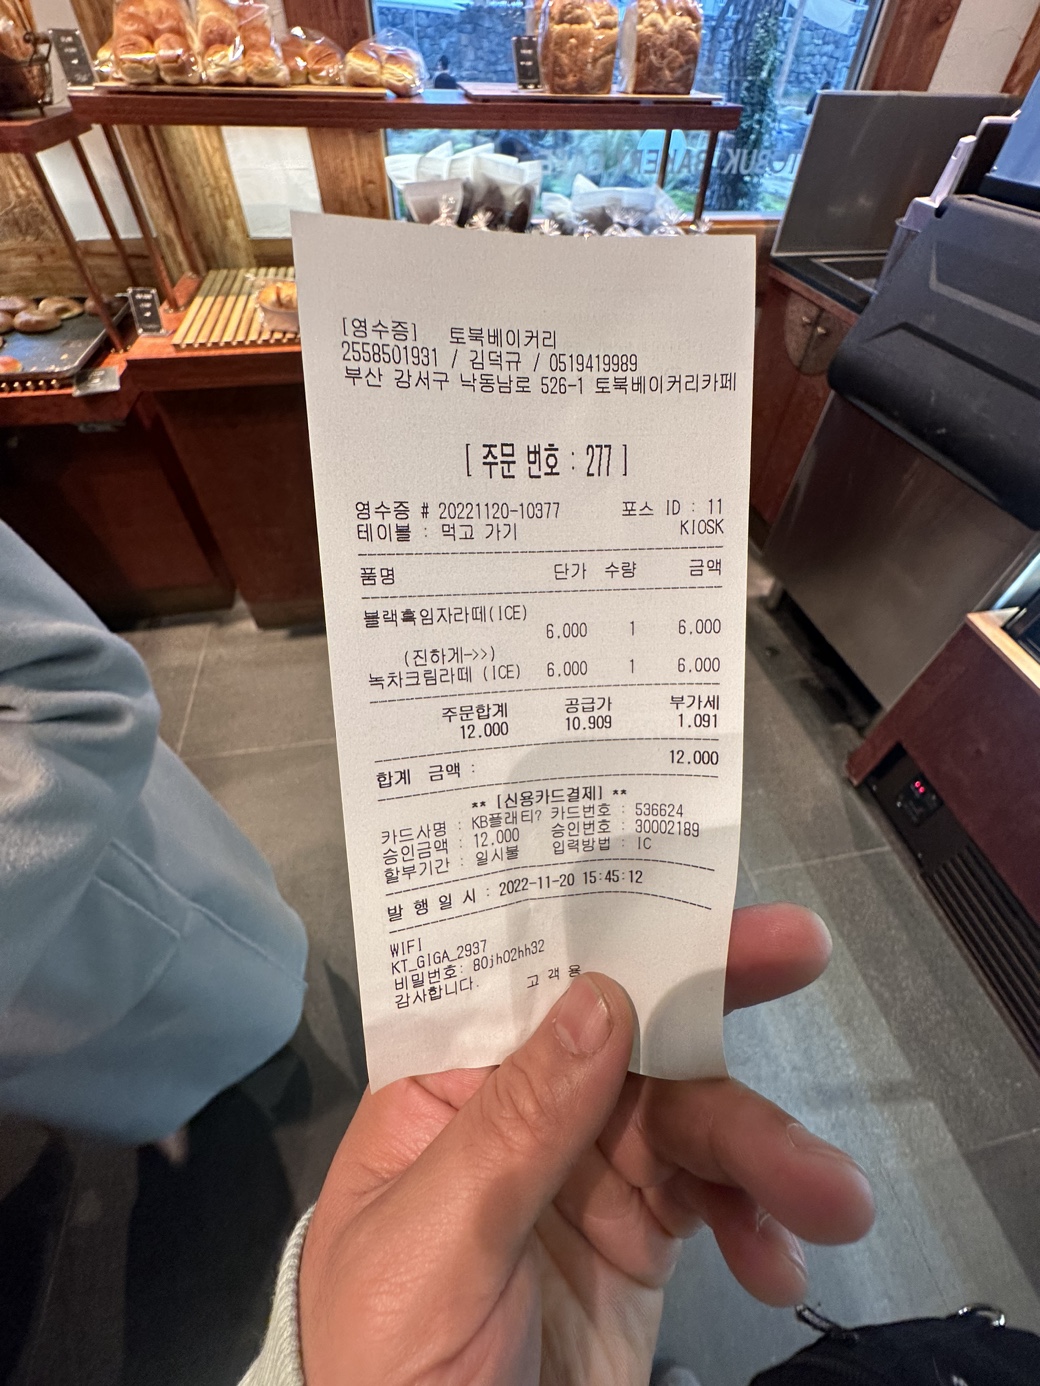 [영수증] 토북베이커리
2558501931 / 김덕규 / 0519419989
부산 강서구 낙동남로 526-1 토북베이커리카페
[ 주문 번호 : 277 ]
영수증 # 20221120-10377 포스 ID : 11
테이블 : 먹고 가기 KIOSK
품명 단가 수량 금액
블랙흑임자라떼(ICE)
6.000 1 6.000
(진하게->>)
녹차크림라떼 (ICE) 6.000 1 6.000
주문합계 공급가 부가세
12.000 10.909 1.091
합계 금액 : 12.000
** [신용카드결제] **
카드사명 : KB플래티? 카드번호 : 536624
승인금액 : 12,000 승인번호 : 30002189
할부기간 : 일시불 입력방법 : IC
발 행 일 시 : 2022-11-20 15:45:12
WIFI
KT_GIGA_2937
비밀번호: 80jh02hh32
감사합니다. 고 객 용